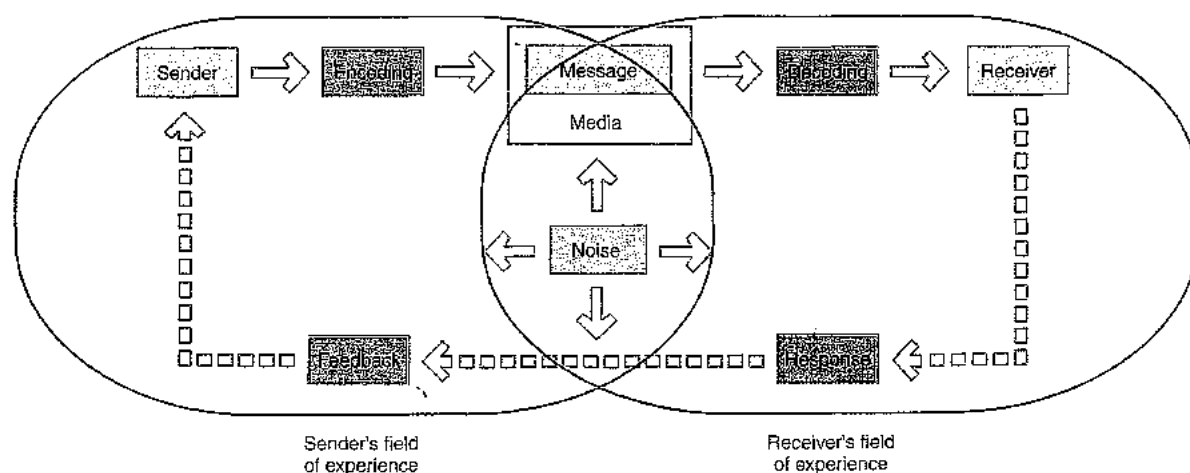 Sender
Encoding
Message
Decoding
Receiver
Media
Noise
Feedback
Response
Sender's field
of experience
Receiver's field
of experience